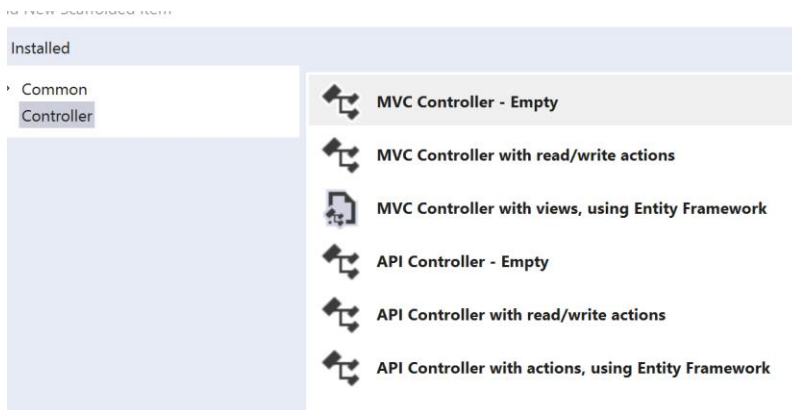 Installed
Common
Controller
MVC Controller - Empty
MVC Controller with read/write actions
MVC Controller with views, using Entity Framework
API Controller - Empty
API Controller with read/write actions
API Controller with actions, using Entity Framework